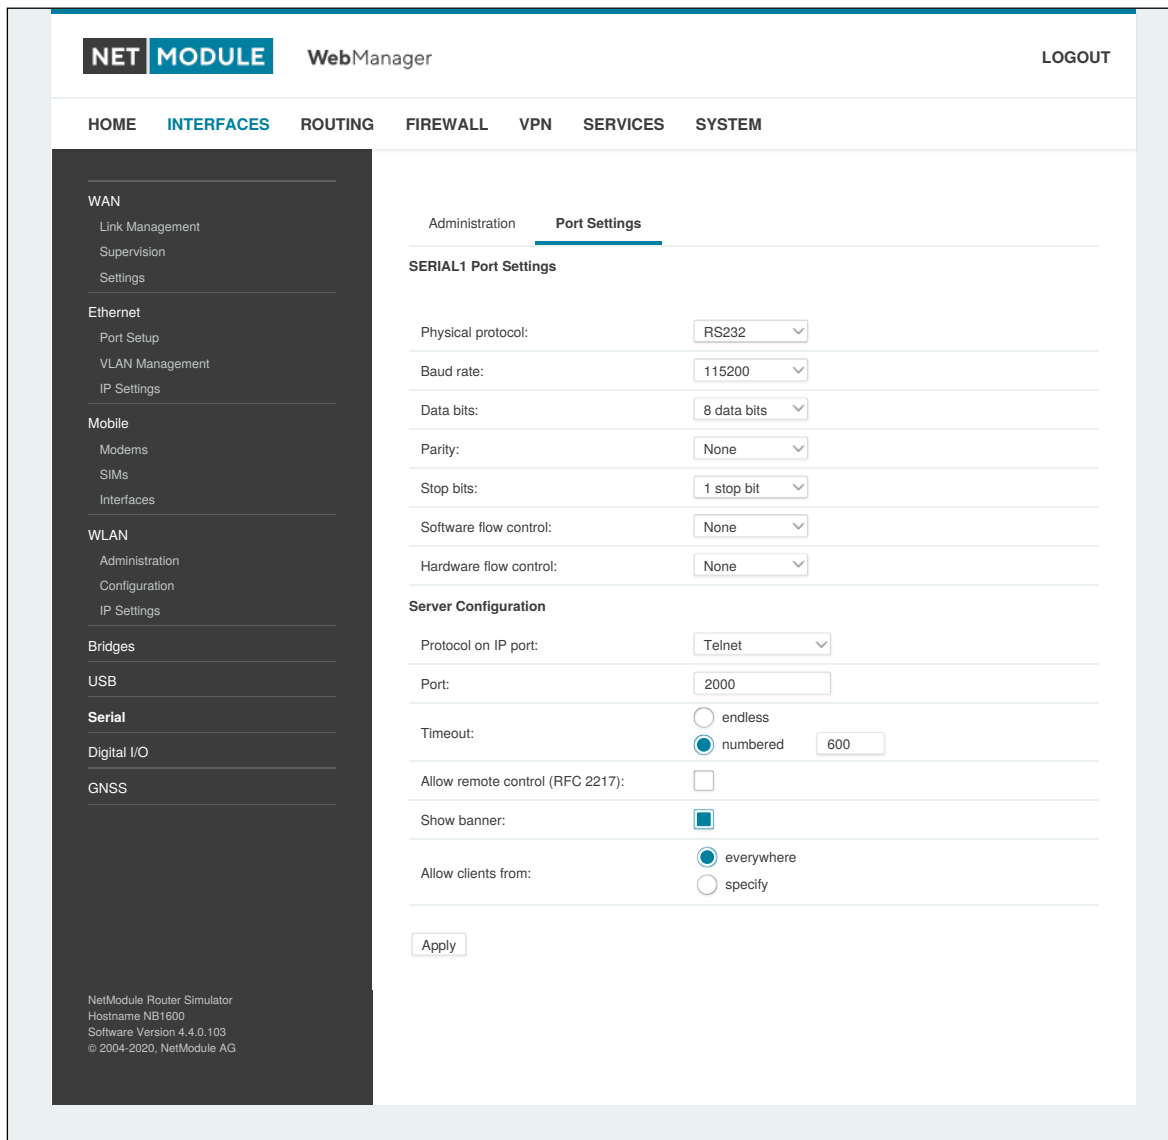 NET MODULE WebManager LOGOUT
HOME INTERFACES ROUTING FIREWALL VPN SERVICES SYSTEM
WAN
Link Management
Supervision
Settings
Ethernet
Port Setup
VLAN Management
IP Settings
Mobile
Modems
SIMs
Interfaces
WLAN
Administration
Configuration
IP Settings
Bridges
USB
Serial
Digital I/O
GNSS
NetModule Router Simulator
Hostname NB1600
Software Version 4.4.0.103
© 2004-2020, NetModule AG
Administration Port Settings
SERIAL1 Port Settings
Physical protocol: RS232
Baud rate: 115200
Data bits: 8 data bits
Parity: None
Stop bits: 1 stop bit
Software flow control: None
Hardware flow control: None
Server Configuration
Protocol on IP port: Telnet
Port: 2000
Timeout: endless
numbered 600
Allow remote control (RFC 2217):
Show banner:
Allow clients from: everywhere
specify
Apply